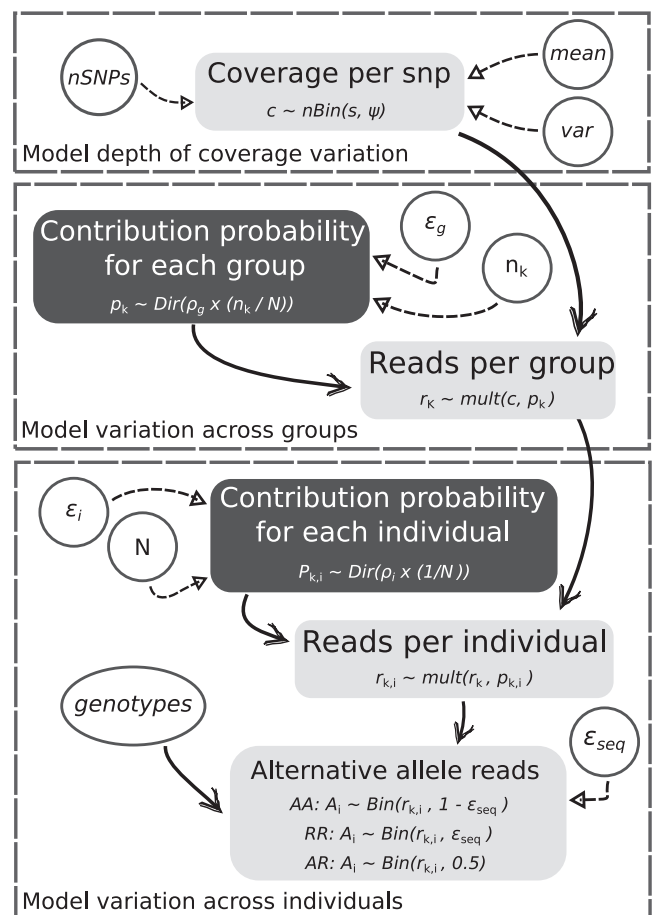 nSNPs
Coverage per snp
c ~ nBin(s, ψ)
mean
var
Model depth of coverage variation
Contribution probability
for each group
p_k ~ Dir(ρ_g x (n_k / N))
ε_g
n_k
Reads per group
r_K ~ mult(c, p_k)
Model variation across groups
ε_i
N
Contribution probability
for each individual
P_k,i ~ Dir(ρ_i x (1/N))
Reads per individual
r_k,i ~ mult(r_k , p_k,i )
genotypes
ε_seq
Alternative allele reads
AA: A_i ~ Bin(r_k,i , 1 - ε_seq )
RR: A_i ~ Bin(r_k,i , ε_seq )
AR: A_i ~ Bin(r_k,i , 0.5)
Model variation across individuals